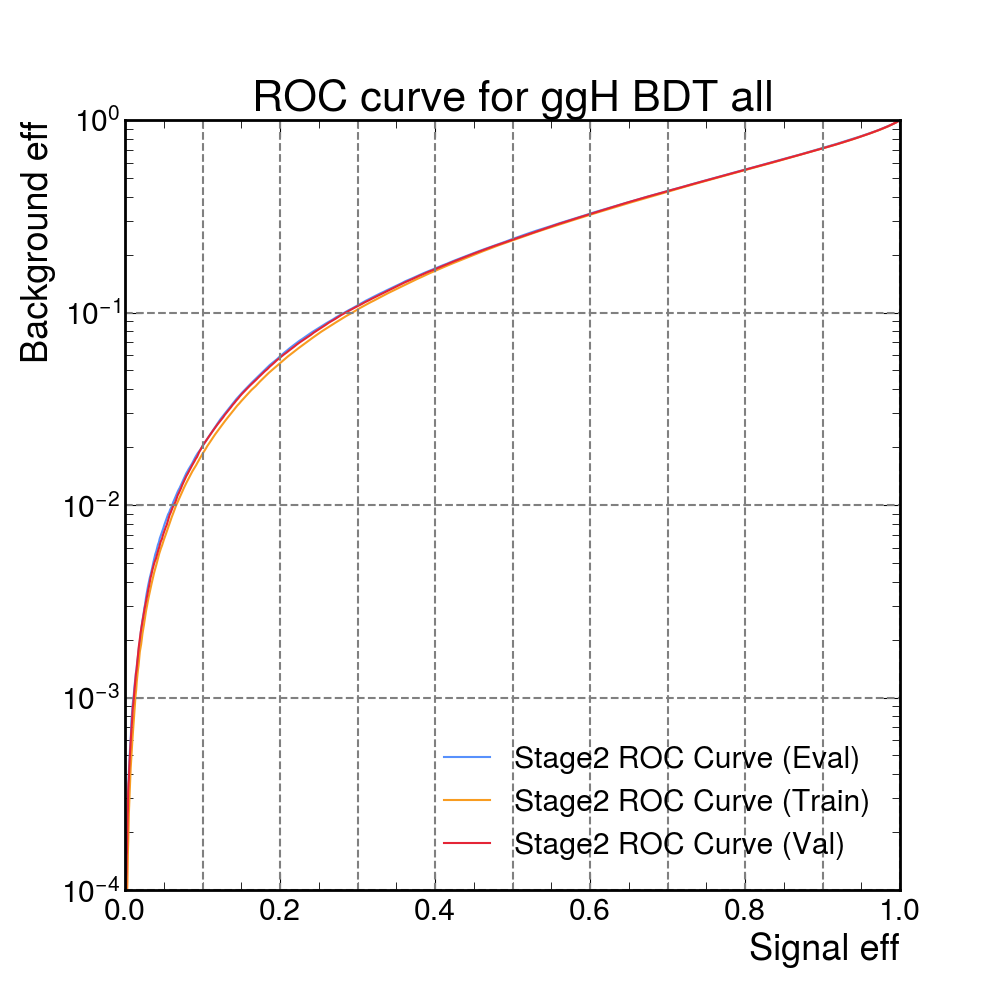 ROC curve for ggH BDT all
Background eff
10⁰
10⁻¹
10⁻²
10⁻³
10⁻⁴
Stage2 ROC Curve (Eval)
Stage2 ROC Curve (Train)
Stage2 ROC Curve (Val)
0.0 0.2 0.4 0.6 0.8 1.0
Signal eff